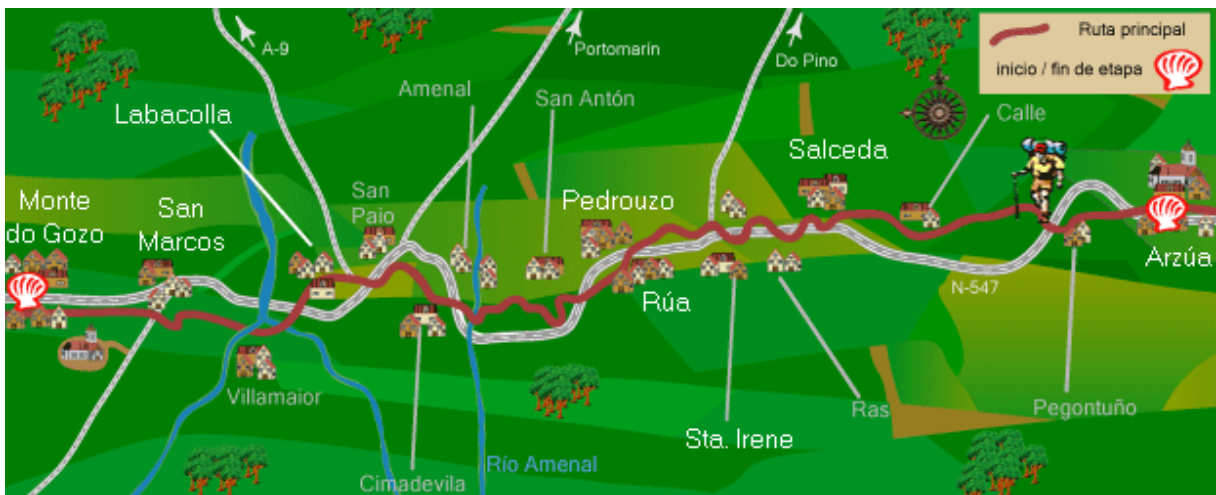 Ruta principal
inicio / fin de etapa
A-9
Portomarín
Do Pino
Amenal
San Antón
Calle
Labacolla
Salceda
San
Paio
Monte
do Gozo
San
Marcos
Pedrouzo
Arzúa
Rúa
N-547
Villamaior
Ras
Pegontuño
Sta. Irene
Río Amenal
Cimadevila